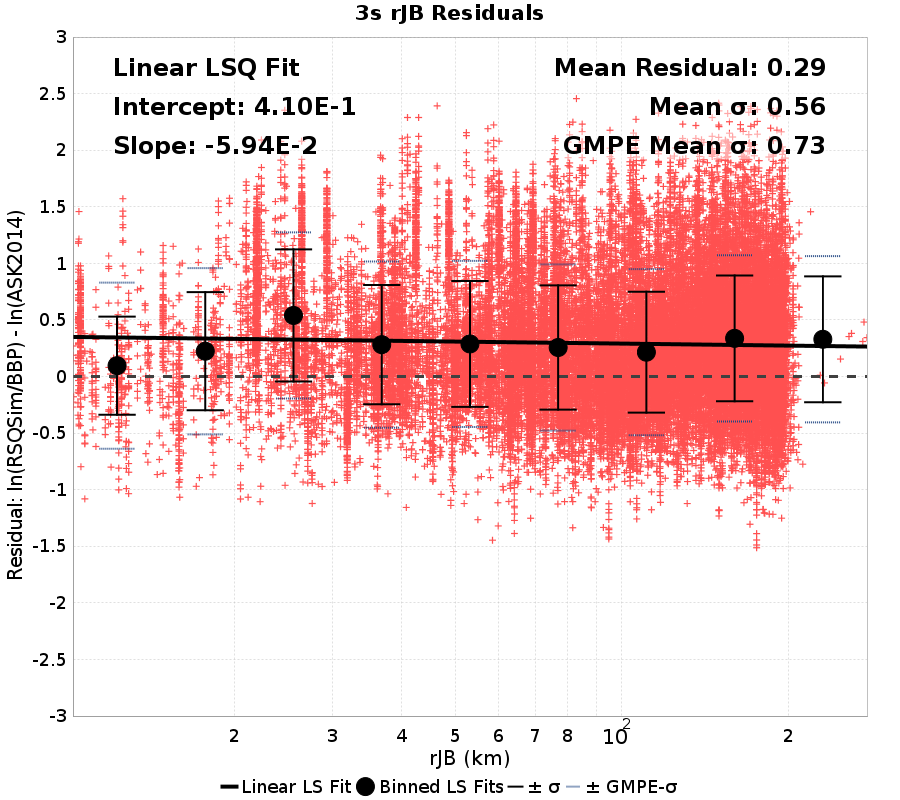 3s rJB Residuals
Linear LSQ Fit
Intercept: 4.10E-1
Slope: -5.94E-2
Mean Residual: 0.29
Mean σ: 0.56
GMPE Mean σ: 0.73
Residual: ln(RSQSim/BBP) - ln(ASK2014)
3
2.5
2
1.5
1
0.5
0
-0.5
-1
-1.5
-2
-2.5
-3
2 3 4 5 6 7 8 10² 2
rJB (km)
Linear LS Fit Binned LS Fits ± σ ± GMPE-σ